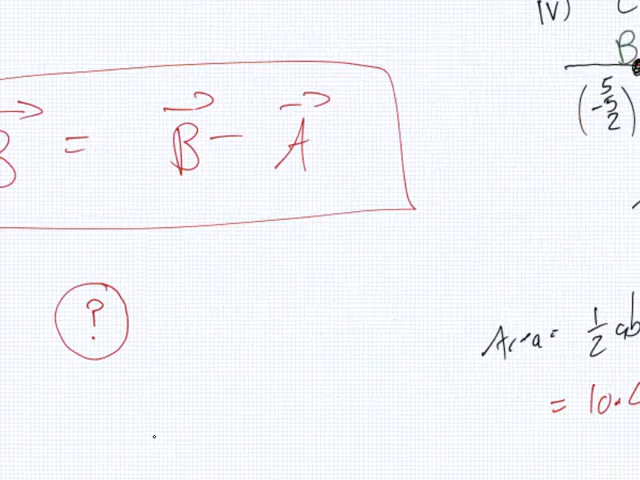 B = B - A
?
(V) C
B
(5
-5
2)
Area = 1/2 ab
= 10.